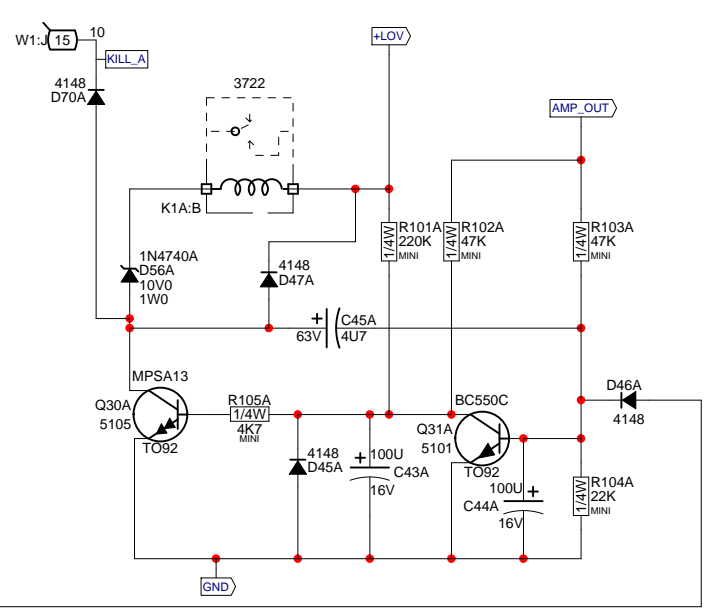 10
W1:J 15
KILL_A
+LOV
4148
D70A
3722
AMP_OUT
K1A:B
R101A
220K
MINI
1/4W
R102A
47K
MINI
1/4W
R103A
47K
MINI
1/4W
1N4740A
D56A
10V0
1W0
4148
D47A
+
C45A
63V
4U7
MPSA13
Q30A
5105
TO92
R105A
1/4W
4K7
MINI
BC550C
Q31A
5101
TO92
D46A
4148
4148
D45A
+
100U
C43A
16V
100U
+
C44A
16V
R104A
22K
MINI
1/4W
GND